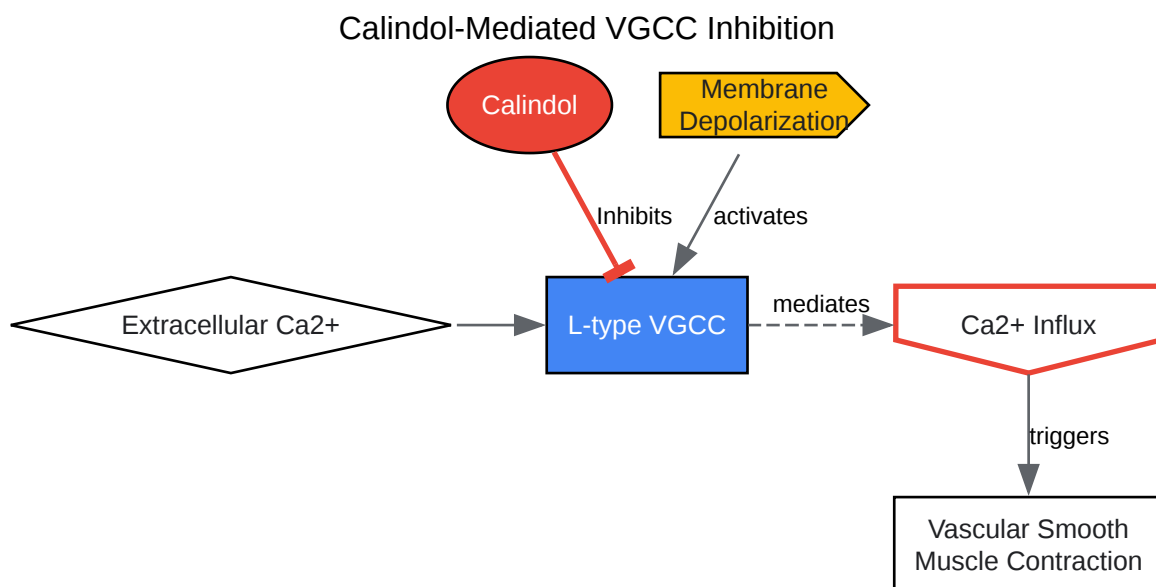 Calindol-Mediated VGCC Inhibition
Calindol
Membrane
Depolarization
Inhibits
activates
Extracellular Ca2+
L-type VGCC
mediates
Ca2+ Influx
triggers
Vascular Smooth
Muscle Contraction